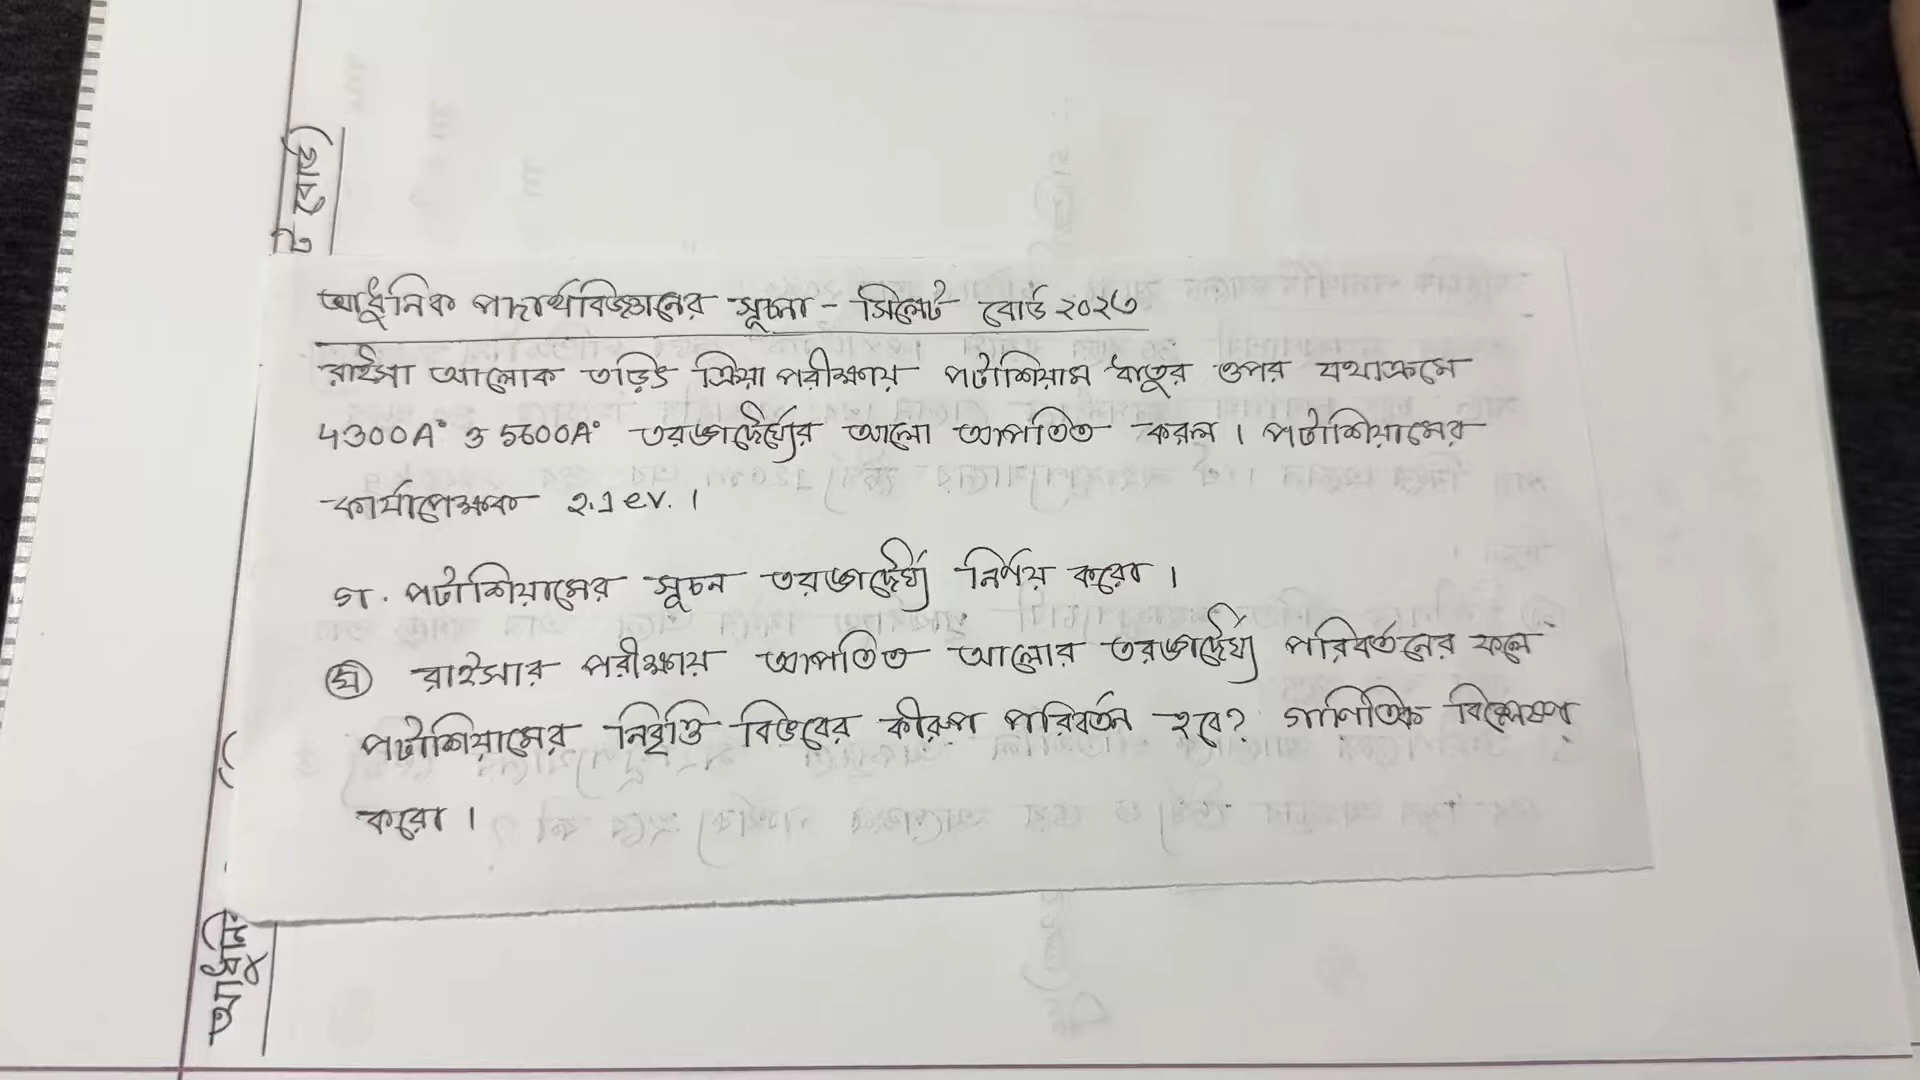 আধুনিক পদার্থবিজ্ঞানের সূচনা - সিলেট বোর্ড ২০২৩
রাইসা আলোক তড়িৎ ক্রিয়া পরীক্ষায় পটাশিয়াম ধাতুর ওপর যথাক্রমে
4300A° ও 5600A° তরঙ্গদৈর্ঘ্যের আলো আপতিত করল। পটাশিয়ামের
কার্যাপেক্ষক 2.1 ev.।
গ. পটাশিয়ামের সূচন তরঙ্গদৈর্ঘ্য নির্ণয় করো।
ঘ রাইসার পরীক্ষায় আপতিত আলোর তরঙ্গদৈর্ঘ্য পরিবর্তনের ফলে
পটাশিয়ামের নিবৃত্তি বিভবের কীরূপ পরিবর্তন হবে? গাণিতিক বিশ্লেষণ
করো।